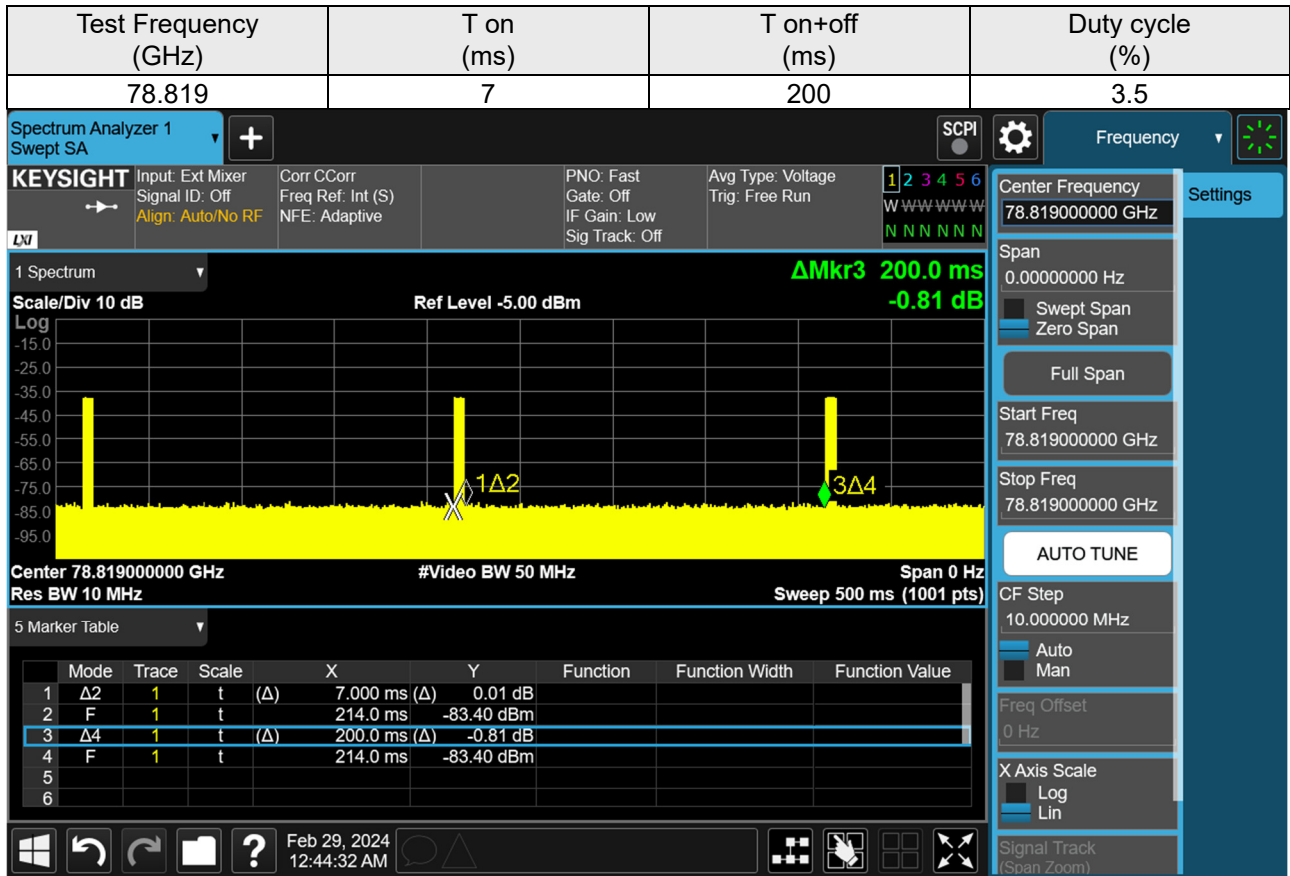 Test Frequency (GHz) T on (ms) T on+off (ms) Duty cycle (%)
78.819 7 200 3.5
Spectrum Analyzer 1
Swept SA
+
SCPI
Frequency
KEYSIGHT
LXI
Input: Ext Mixer
Signal ID: Off
Align: Auto/No RF
Corr CCorr
Freq Ref: Int (S)
NFE: Adaptive
PNO: Fast
Gate: Off
IF Gain: Low
Sig Track: Off
Avg Type: Voltage
Trig: Free Run
1 2 3 4 5 6
W W W W W W
N N N N N N
1 Spectrum
ΔMkr3 200.0 ms
-0.81 dB
Scale/Div 10 dB
Ref Level -5.00 dBm
Log
-15.0
-25.0
-35.0
-45.0
-55.0
-65.0
-75.0
-85.0
-95.0
1Δ2
3Δ4
X
Center 78.819000000 GHz #Video BW 50 MHz Span 0 Hz
Res BW 10 MHz Sweep 500 ms (1001 pts)
5 Marker Table
Mode Trace Scale X Y Function Function Width Function Value
1 Δ2 1 t (Δ) 7.000 ms (Δ) 0.01 dB
2 F 1 t 214.0 ms -83.40 dBm
3 Δ4 1 t (Δ) 200.0 ms (Δ) -0.81 dB
4 F 1 t 214.0 ms -83.40 dBm
5
6
?
Feb 29, 2024
12:44:32 AM
Center Frequency
78.819000000 GHz
Settings
Span
0.00000000 Hz
Swept Span
Zero Span
Full Span
Start Freq
78.819000000 GHz
Stop Freq
78.819000000 GHz
AUTO TUNE
CF Step
10.000000 MHz
Auto
Man
Freq Offset
0 Hz
X Axis Scale
Log
Lin
Signal Track
(Span Zoom)